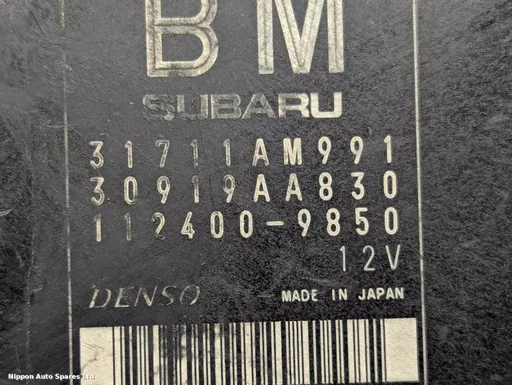 BM
SUBARU
31711AM991
30919AA830
112400-9850
12V
DENSO
MADE IN JAPAN
Nippon Auto Spares Ltd